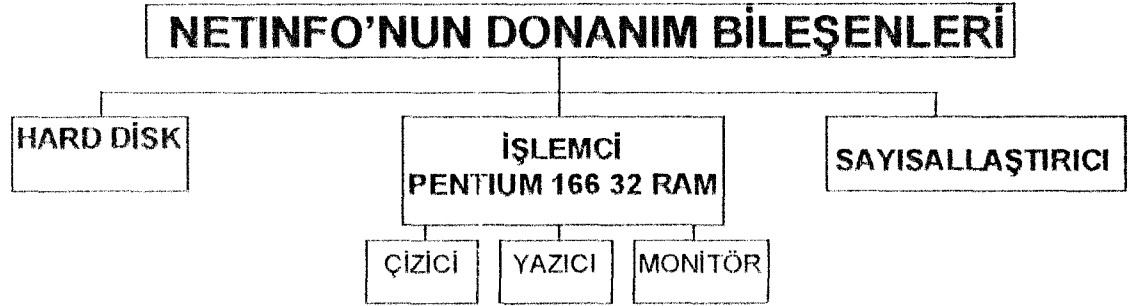 NETINFO'NUN DONANIM BİLEŞENLERİ
HARD DİSK
İŞLEMCİ
PENTIUM 166 32 RAM
SAYISALLAŞTIRICI
ÇİZİCİ
YAZICI
MONİTÖR